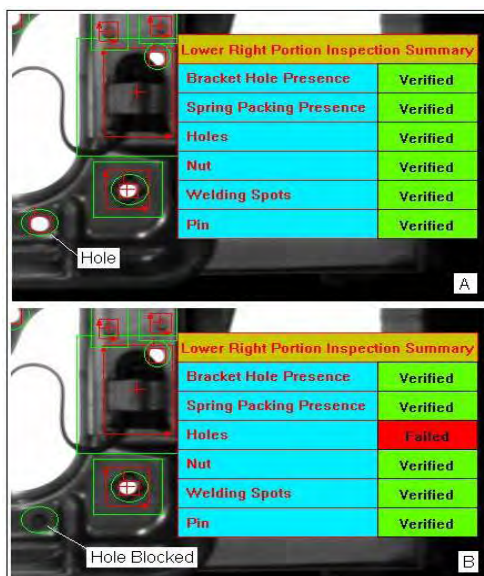 Lower Right Portion Inspection Summary
Bracket Hole Presence Verified
Spring Packing Presence Verified
Holes Verified
Nut Verified
Welding Spots Verified
Pin Verified
Hole
A
Lower Right Portion Inspection Summary
Bracket Hole Presence Verified
Spring Packing Presence Verified
Holes Failed
Nut Verified
Welding Spots Verified
Pin Verified
Hole Blocked
B